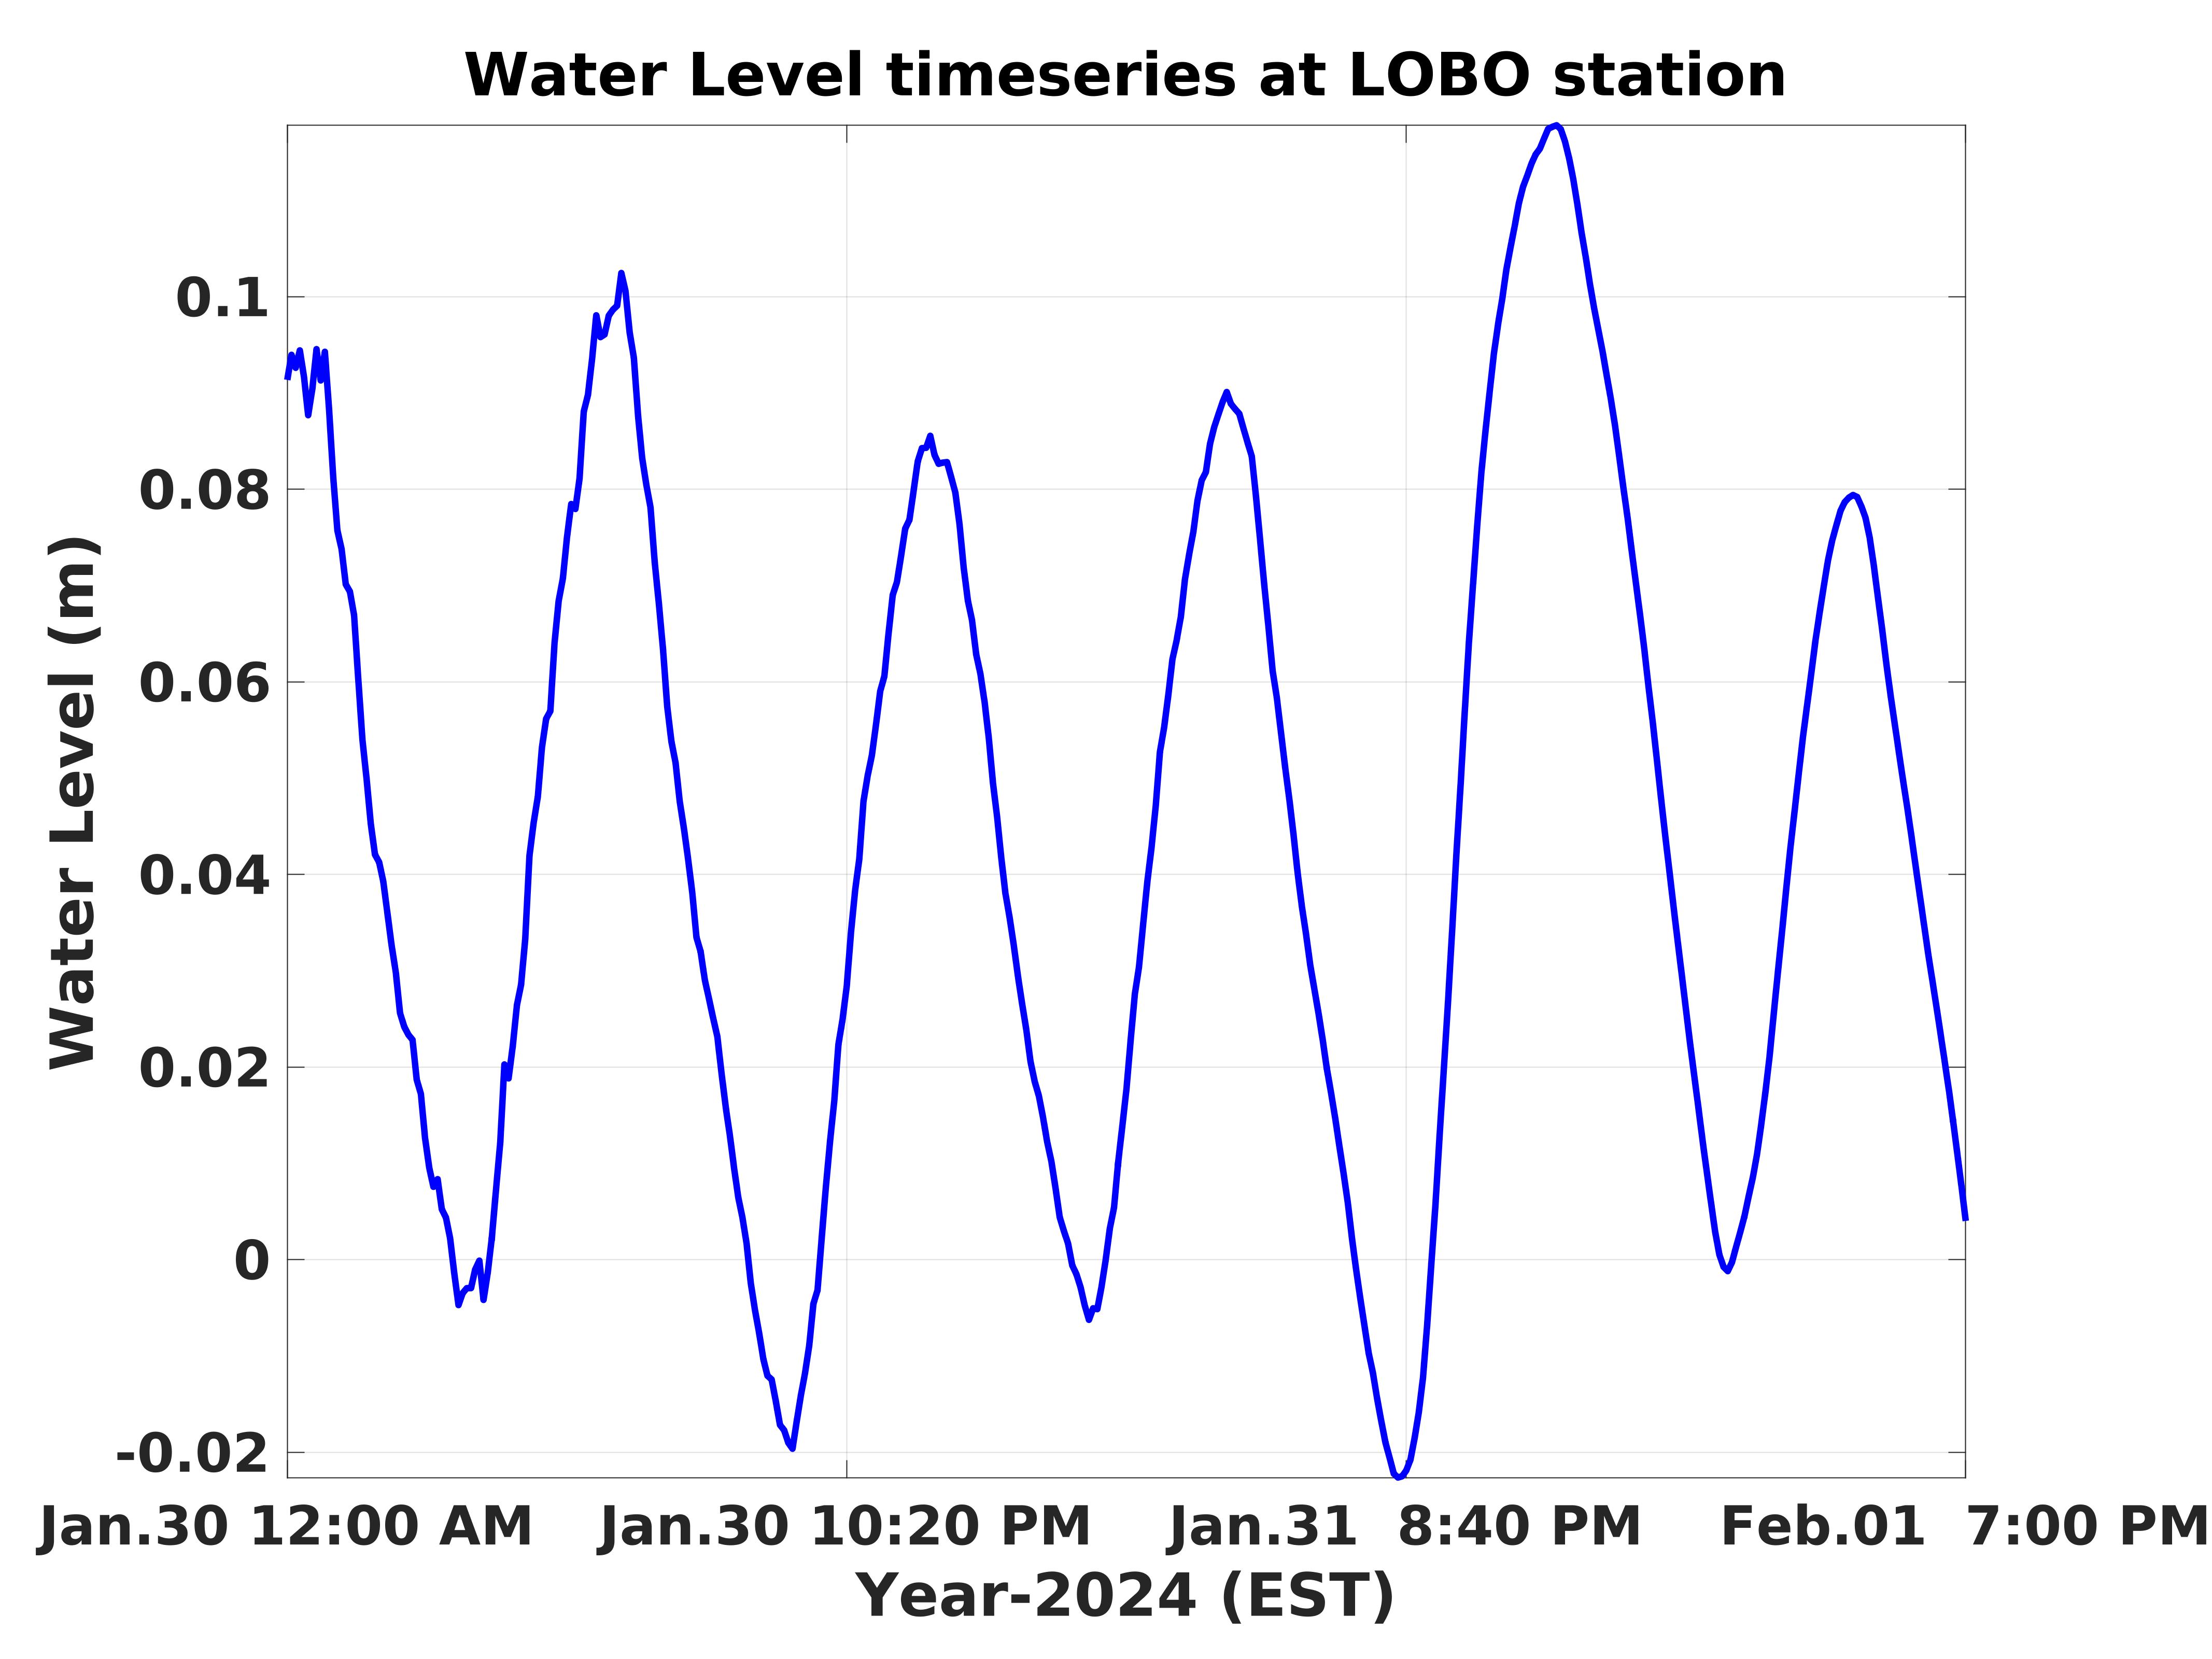 Water Level timeseries at LOBO station
Water Level (m)
0.1
0.08
0.06
0.04
0.02
0
-0.02
Jan.30 12:00 AM Jan.30 10:20 PM Jan.31 8:40 PM Feb.01 7:00 PM
Year-2024 (EST)